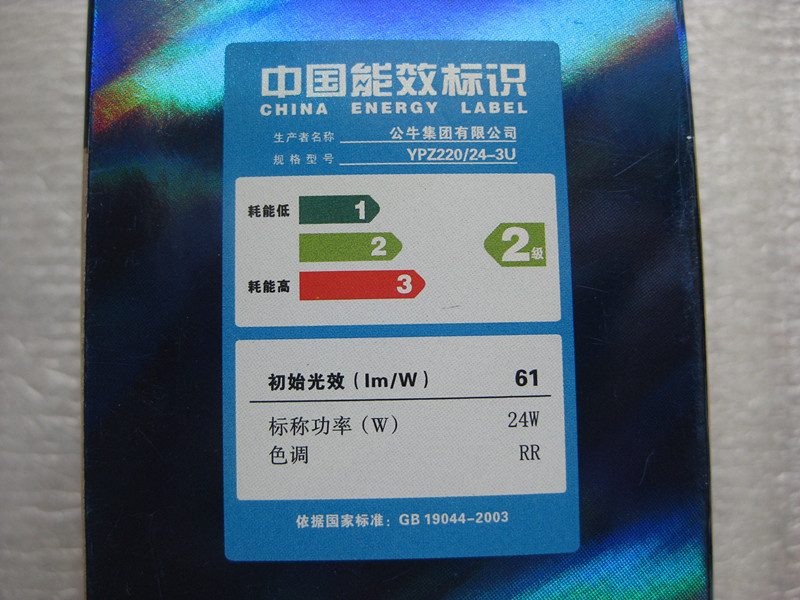 中国能效标识
CHINA ENERGY LABEL
生产者名称 公牛集团有限公司
规格型号 YPZ220/24-3U
耗能低 1
2 2级
耗能高 3
初始光效(lm/W) 61
标称功率(W) 24W
色调 RR
依据国家标准：GB 19044-2003